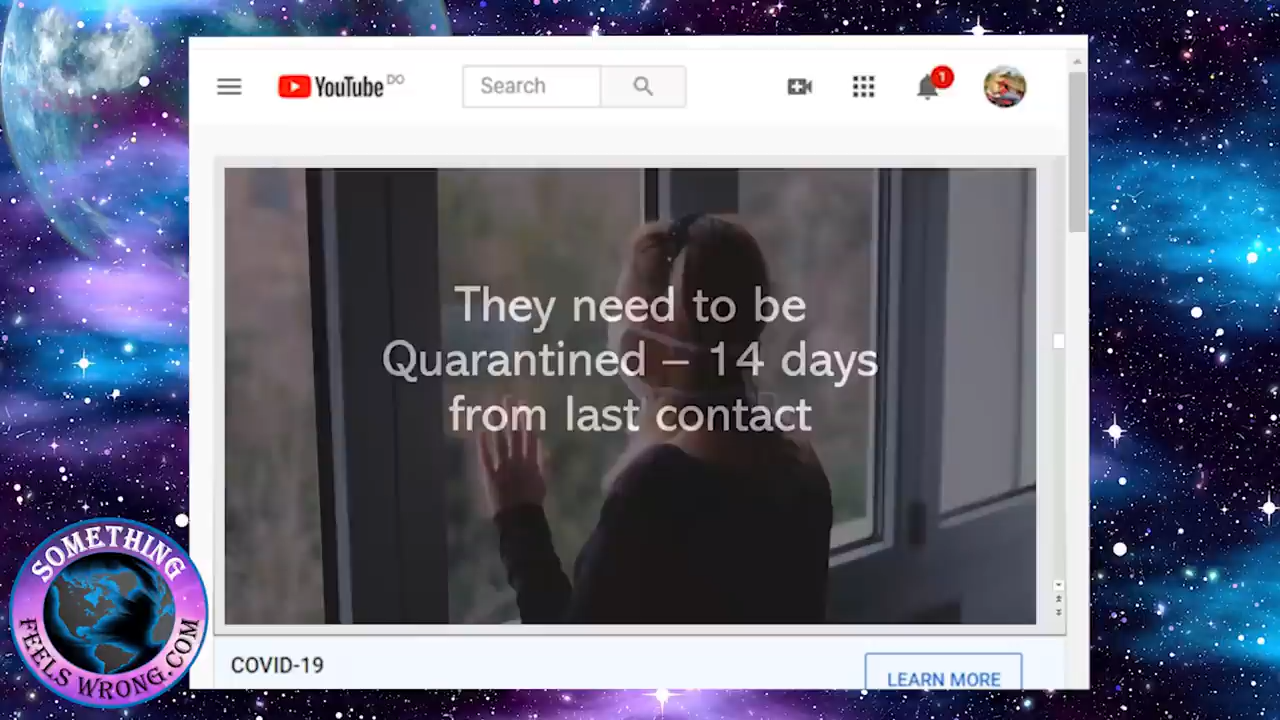 YouTube DO
Search
1
They need to be
Quarantined – 14 days
from last contact
COVID-19
LEARN MORE
SOMETHING
FEELS WRONG.COM